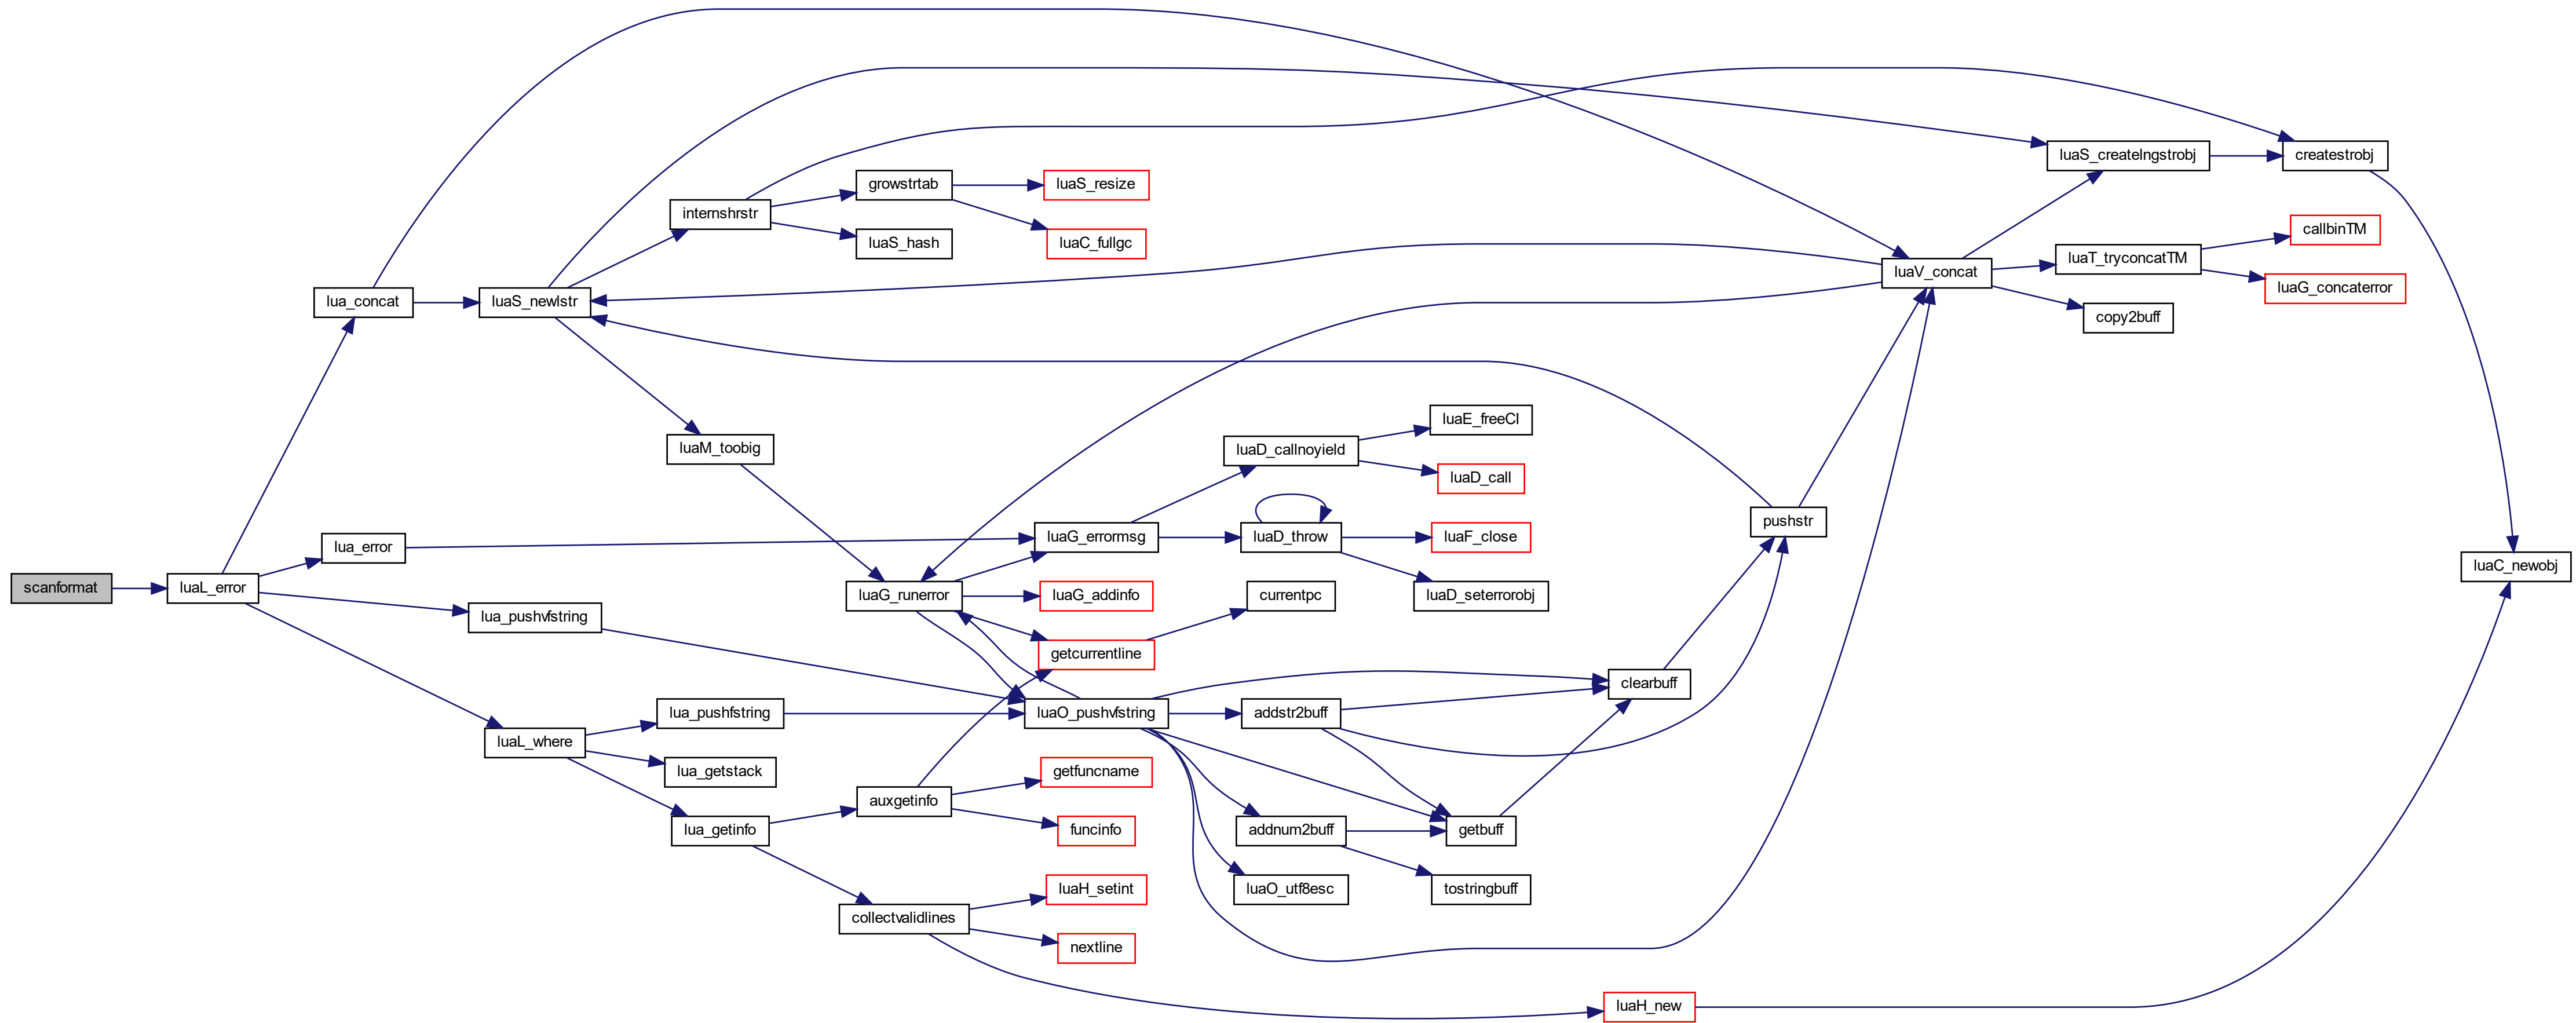 scanformat
luaL_error
lua_concat
lua_error
lua_pushvfstring
luaL_where
luaS_newlstr
internshrstr
luaM_toobig
lua_pushfstring
lua_getstack
lua_getinfo
growstrtab
luaS_hash
luaG_runerror
auxgetinfo
collectvalidlines
luaS_resize
luaC_fullgc
luaG_errormsg
luaG_addinfo
getcurrentline
luaO_pushvfstring
getfuncname
funcinfo
luaH_setint
nextline
luaD_callnoyield
luaD_throw
currentpc
addstr2buff
addnum2buff
luaO_utf8esc
luaE_freeCI
luaD_call
luaF_close
luaD_seterrorobj
getbuff
tostringbuff
clearbuff
luaH_new
pushstr
luaV_concat
luaS_createlngstrobj
luaT_tryconcatTM
copy2buff
createstrobj
callbinTM
luaG_concaterror
luaC_newobj